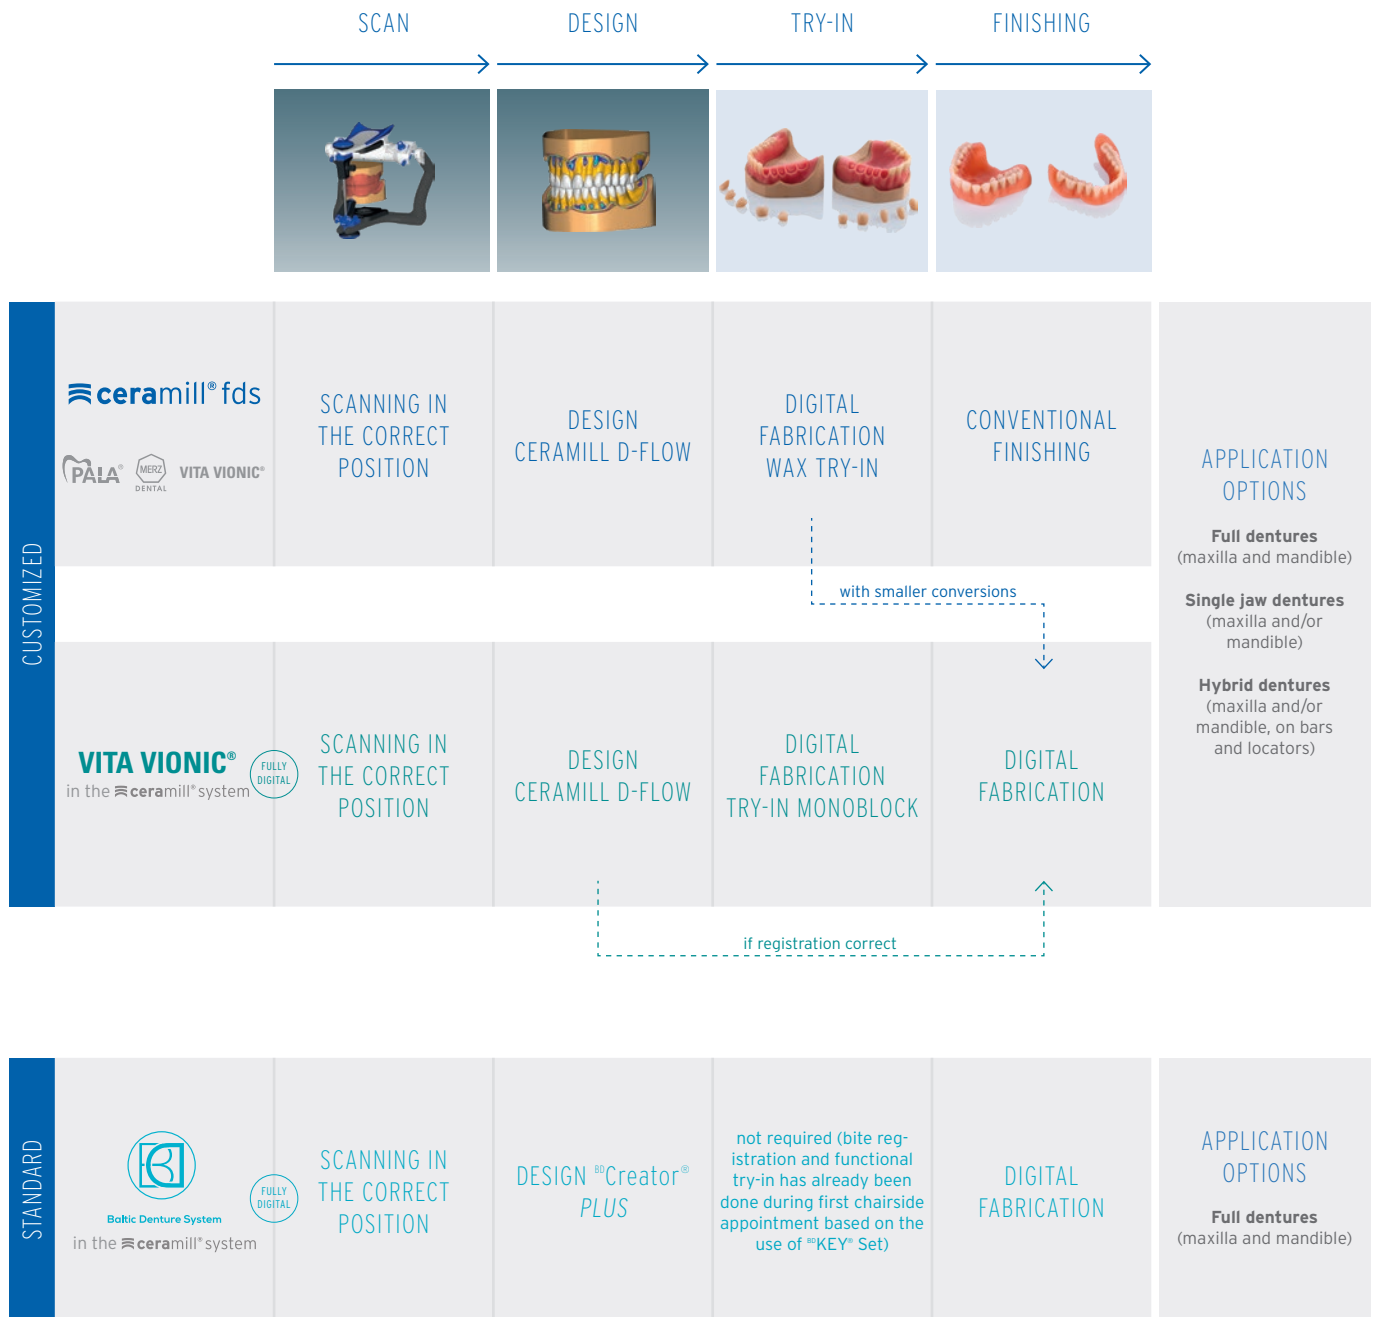 SCAN
DESIGN
TRY-IN
FINISHING
CUSTOMIZED
ceramill® fds
PALA®
MERZ
DENTAL
VITA VIONIC®
SCANNING IN
THE CORRECT
POSITION
DESIGN
CERAMILL D-FLOW
DIGITAL
FABRICATION
WAX TRY-IN
CONVENTIONAL
FINISHING
with smaller conversions
VITA VIONIC®
in the ceramill® system
FULLY
DIGITAL
SCANNING IN
THE CORRECT
POSITION
DESIGN
CERAMILL D-FLOW
DIGITAL
FABRICATION
TRY-IN MONOBLOCK
DIGITAL
FABRICATION
if registration correct
APPLICATION
OPTIONS
Full dentures
(maxilla and mandible)
Single jaw dentures
(maxilla and/or
mandible)
Hybrid dentures
(maxilla and/or
mandible, on bars
and locators)
STANDARD
Baltic Denture System
in the ceramill® system
FULLY
DIGITAL
SCANNING IN
THE CORRECT
POSITION
DESIGN BDCreator®
PLUS
not required (bite reg-
istration and functional
try-in has already been
done during first chairside
appointment based on the
use of BDKEY® Set)
DIGITAL
FABRICATION
APPLICATION
OPTIONS
Full dentures
(maxilla and mandible)